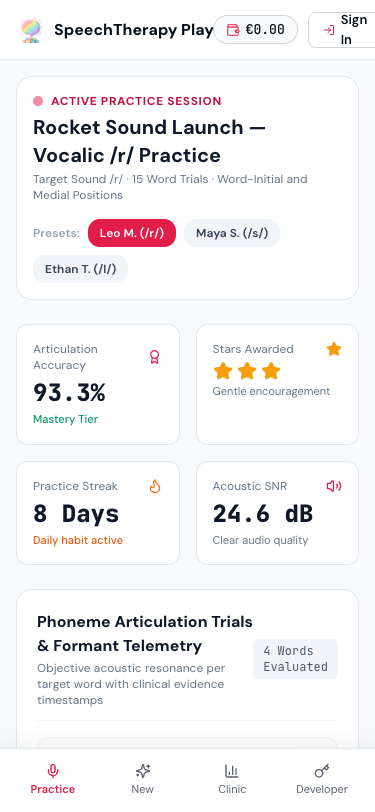 SpeechTherapy Play
€0.00
Sign
In
ACTIVE PRACTICE SESSION
Rocket Sound Launch —
Vocalic /r/ Practice
Target Sound /r/ · 15 Word Trials · Word-Initial and
Medial Positions
Presets:
Leo M. (/r/)
Maya S. (/s/)
Ethan T. (/l/)
Articulation
Accuracy
93.3%
Mastery Tier
Stars Awarded
Gentle encouragement
Practice Streak
8 Days
Daily habit active
Acoustic SNR
24.6 dB
Clear audio quality
Phoneme Articulation Trials
& Formant Telemetry
Objective acoustic resonance per
target word with clinical evidence
timestamps
4 Words
Evaluated
Practice
New
Clinic
Developer